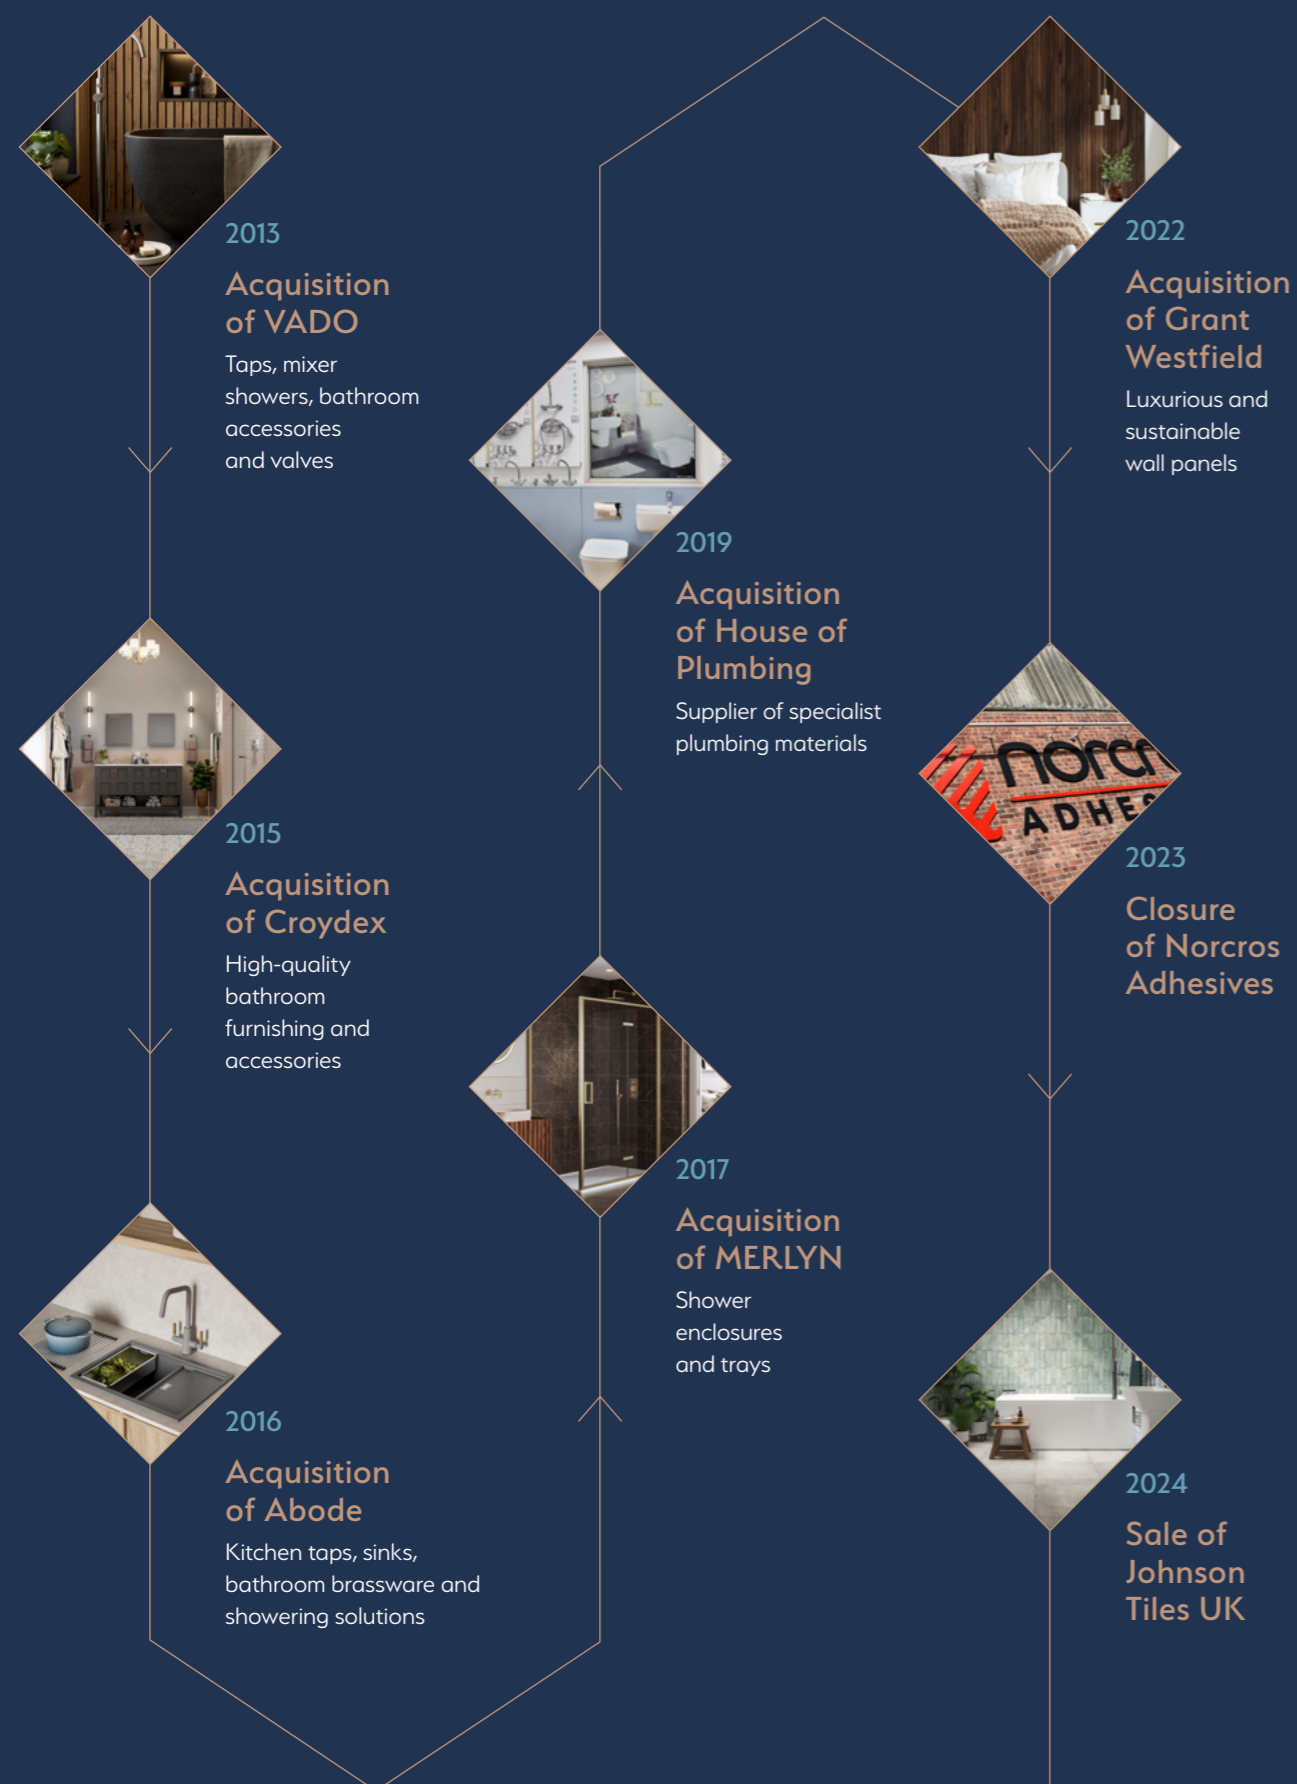 2013
Acquisition
of VADO
Taps, mixer
showers, bathroom
accessories
and valves
2015
Acquisition
of Croydex
High-quality
bathroom
furnishing and
accessories
2016
Acquisition
of Abode
Kitchen taps, sinks,
bathroom brassware and
showering solutions
2017
Acquisition
of MERLYN
Shower
enclosures
and trays
2019
Acquisition
of House of
Plumbing
Supplier of specialist
plumbing materials
2022
Acquisition
of Grant
Westfield
Luxurious and
sustainable
wall panels
norcr
ADHES
2023
Closure
of Norcros
Adhesives
2024
Sale of
Johnson
Tiles UK